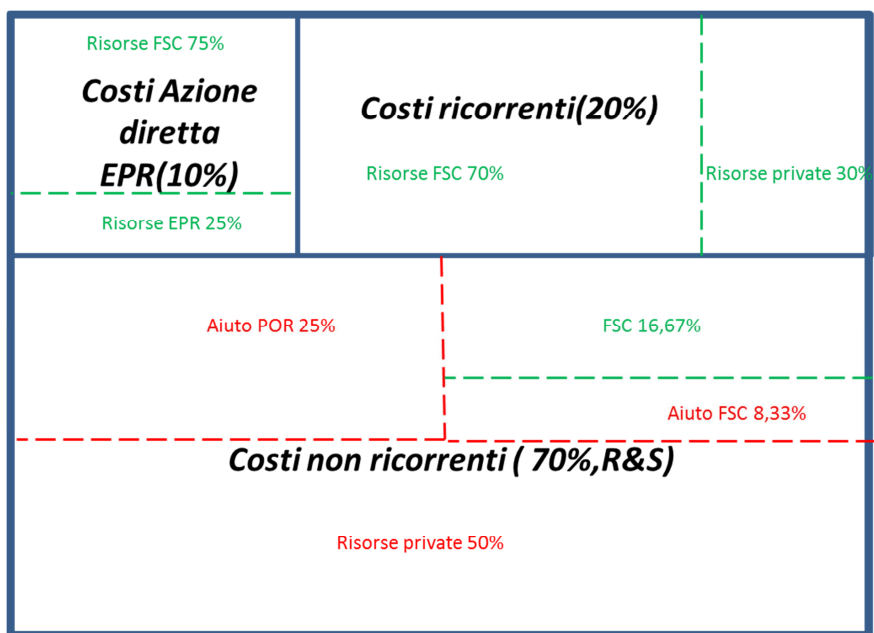 Risorse FSC 75%
Costi Azione
diretta
EPR(10%)
Risorse EPR 25%
Costi ricorrenti(20%)
Risorse FSC 70%
Risorse private 30%
Aiuto POR 25%
FSC 16,67%
Aiuto FSC 8,33%
Costi non ricorrenti ( 70%,R&S)
Risorse private 50%